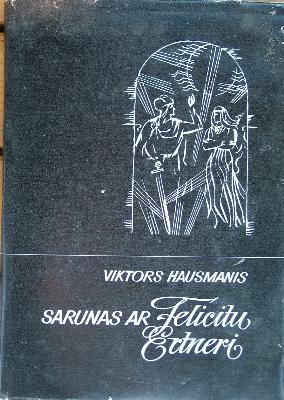 VIKTORS HAUSMANIS
SARUNAS AR Felicitu
Ertneri